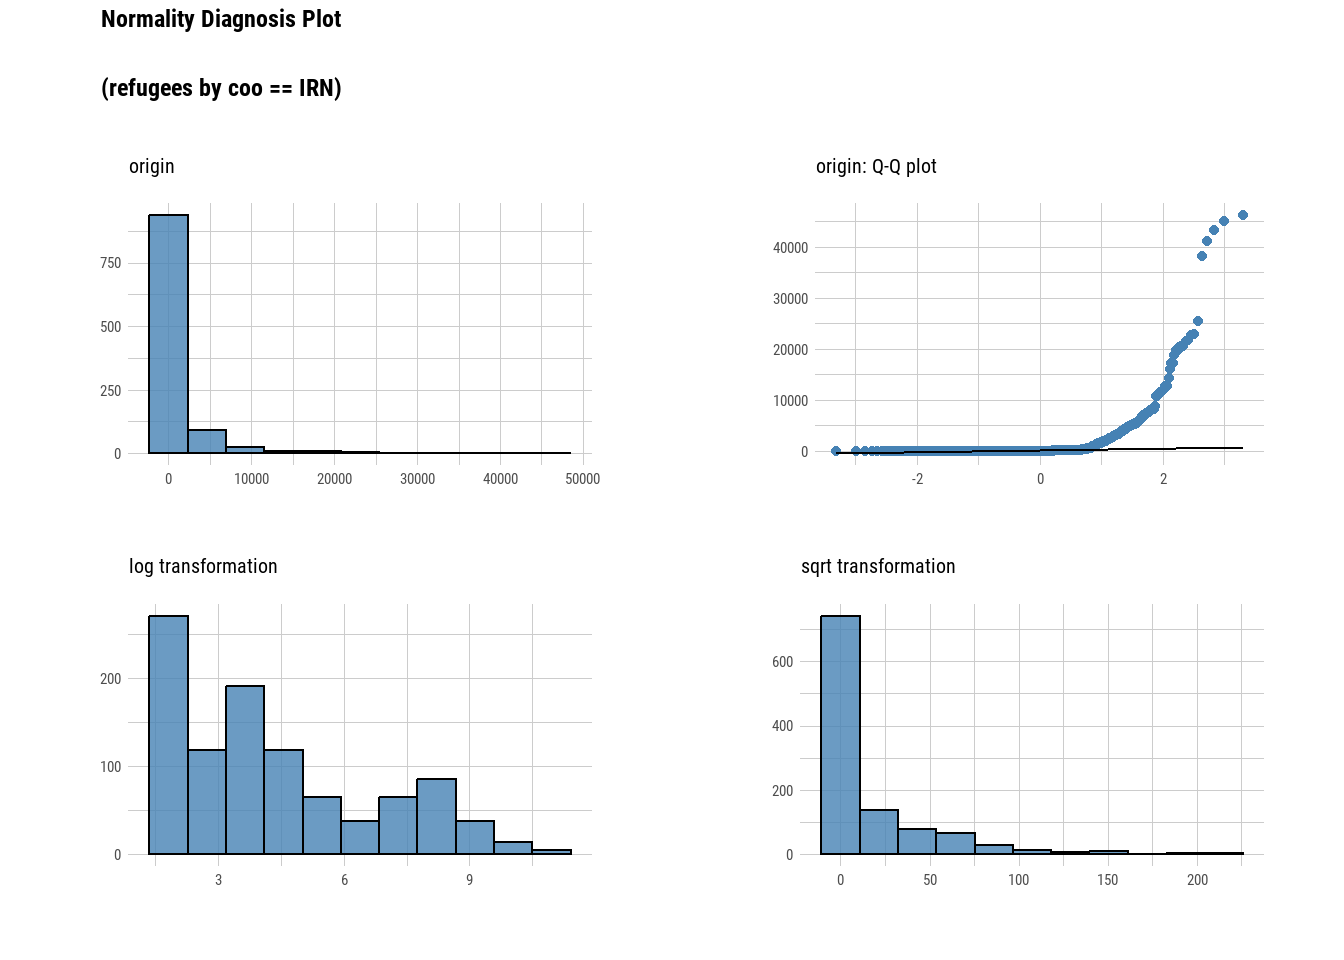 Normality Diagnosis Plot
(refugees by coo == IRN)
origin
750
500
250
0
0 10000 20000 30000 40000 50000
origin: Q-Q plot
40000
30000
20000
10000
0
-2 0 2
log transformation
200
100
0
3 6 9
sqrt transformation
600
400
200
0
0 50 100 150 200